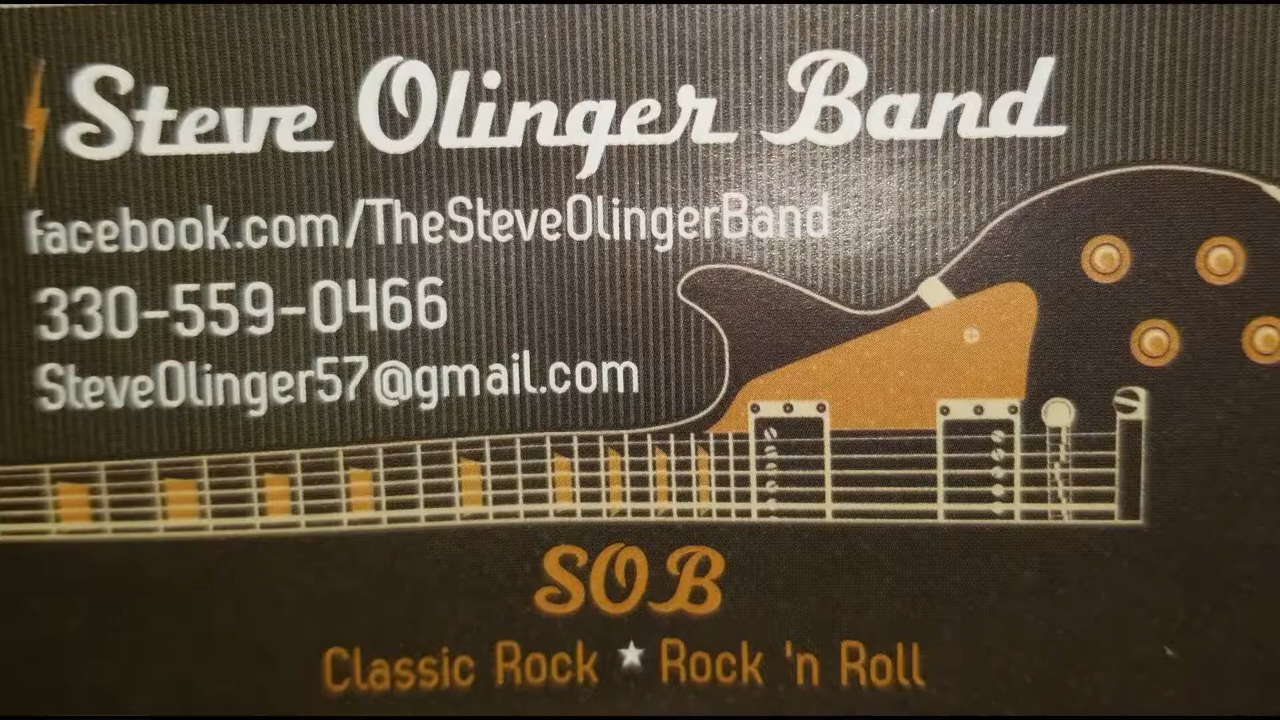 Steve Olinger Band
facebook.com/TheSteveOlingerBand
330-559-0466
SteveOlinger57@gmail.com
SOB
Classic Rock ★ Rock 'n Roll